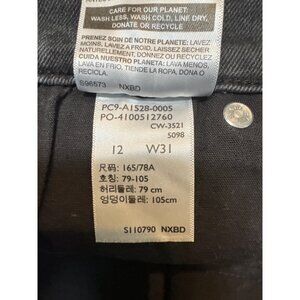 CARE FOR OUR PLANET:
WASH LESS, WASH COLD, LINE DRY,
DONATE OR RECYCLE
PRENEZ SOIN DE NOTRE PLANETE: LAVEZ
MOINS, LAVEZ A FROID, LAISSEZ SECHER
NATURELLEMENT, DONNEZ OU RECYCLEZ
CUIDA NUESTRO PLANETA: LAVA MENOS,
LAVA EN FRIO, TIENDE LA ROPA, DONA O
RECICLA
S96573 NXBD
PC9-A1528-0005
PO-4100512760
CW-3521
5098
12 W31
尺码: 165/78A
호칭: 79-105
허리둘레: 79 cm
엉덩이둘레: 105cm
S110790 NXBD